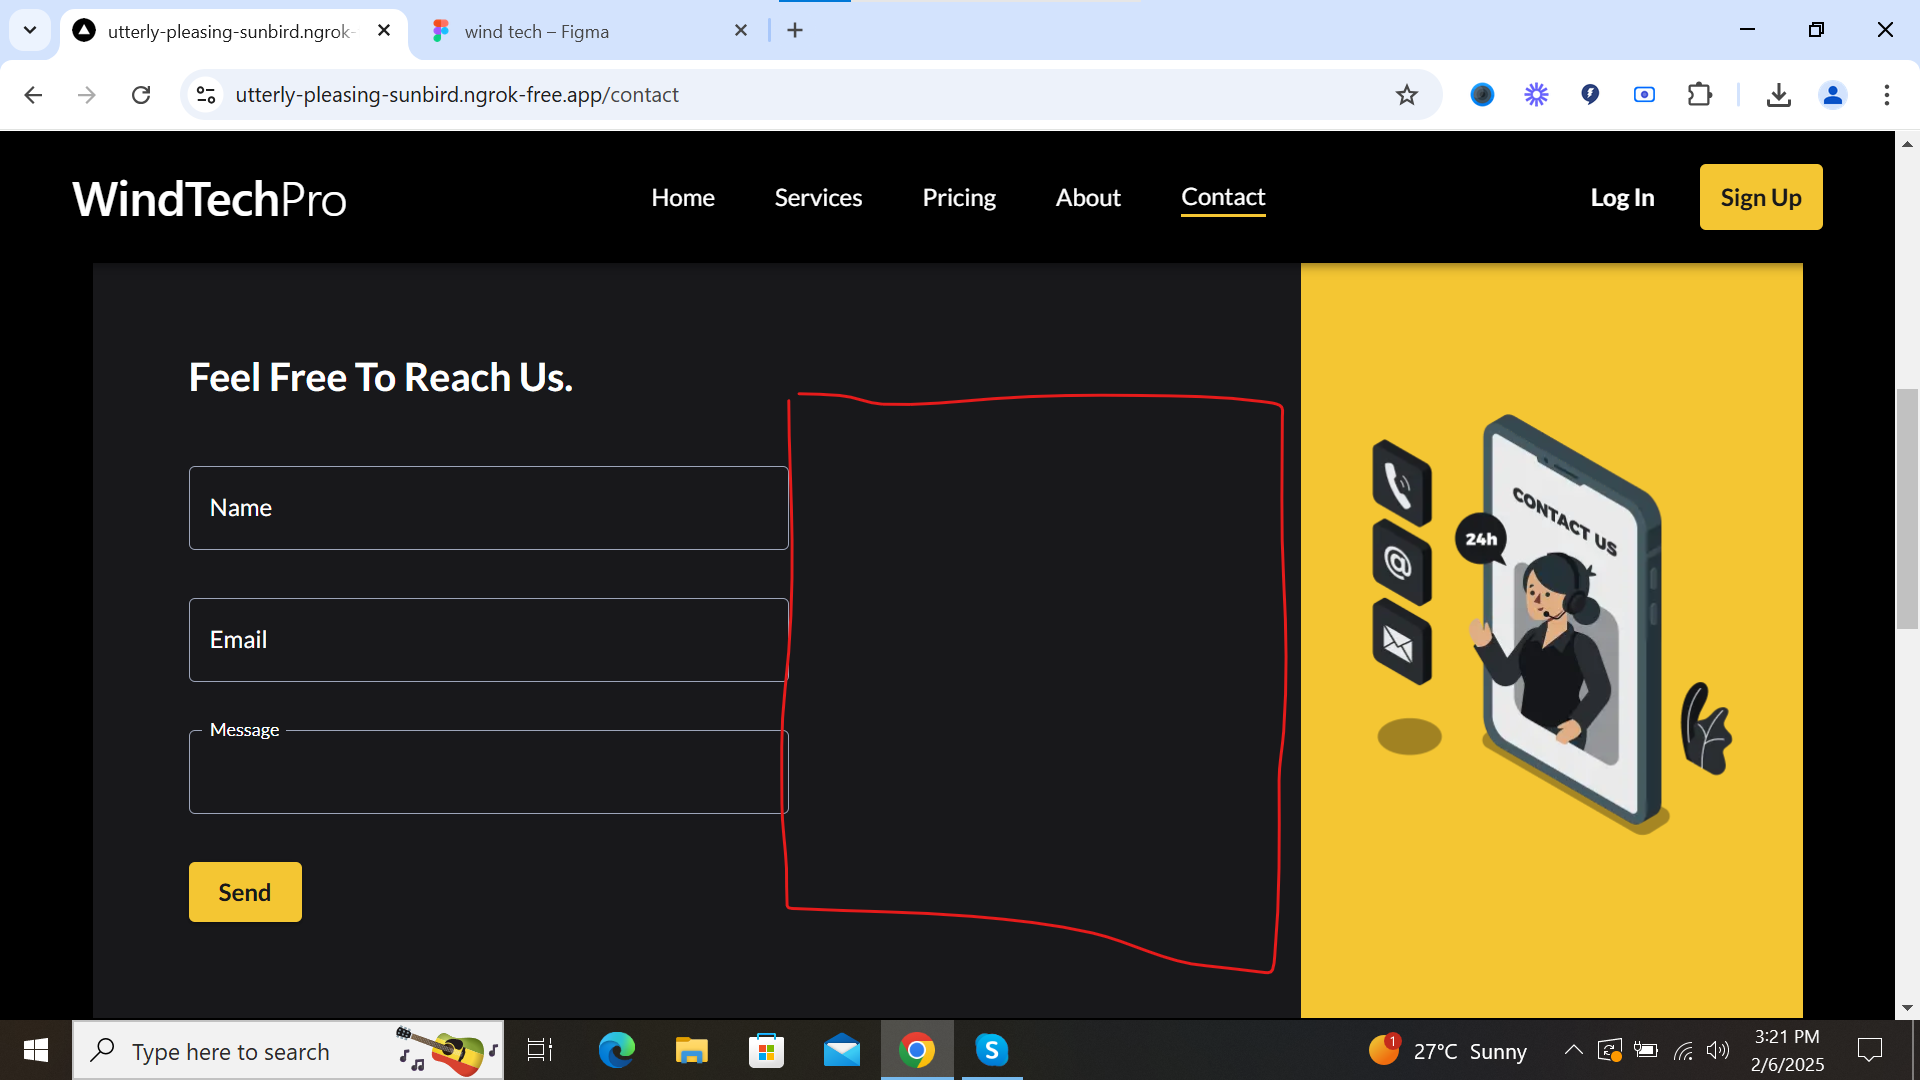 utterly-pleasing-sunbird.ngrok-
wind tech – Figma
utterly-pleasing-sunbird.ngrok-free.app/contact
WindTechPro
Home
Services
Pricing
About
Contact
Log In
Sign Up
Feel Free To Reach Us.
Name
Email
Message
Send
CONTACT US
24h
@
Type here to search
S
1
27°C Sunny
3:21 PM
2/6/2025